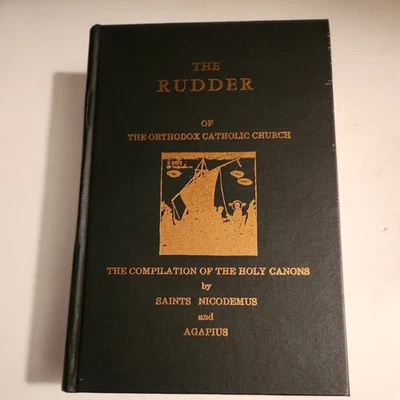 THE
RUDDER
OF
THE ORTHODOX CATHOLIC CHURCH
THE COMPILATION OF THE HOLY CANONS
by
SAINTS NICODEMUS
and
AGAPIUS